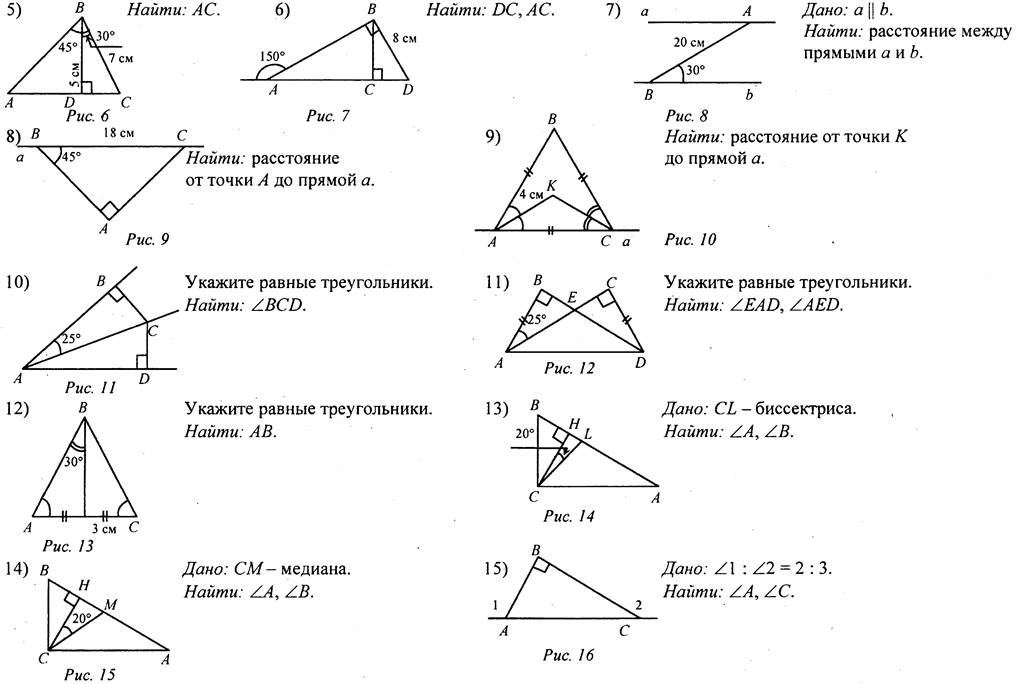 5)
B
45°
30°
7 см
5 см
A
D
C
Рис. 6
Найти: AC.
6)
B
8 см
150°
A
C
D
Рис. 7
Найти: DC, AC.
7)
a
A
20 см
30°
B
b
Рис. 8
Дано: a ∥ b.
Найти: расстояние между
прямыми a и b.
8)
B
18 см
C
a
45°
A
Рис. 9
Найти: расстояние
от точки A до прямой a.
9)
B
4 см
K
A
C
a
Рис. 10
Найти: расстояние от точки K
до прямой a.
10)
B
25°
C
A
D
Рис. 11
Укажите равные треугольники.
Найти: ∠BCD.
11)
B
C
E
25°
A
D
Рис. 12
Укажите равные треугольники.
Найти: ∠EAD, ∠AED.
12)
B
30°
A
3 см
C
Рис. 13
Укажите равные треугольники.
Найти: AB.
13)
B
H
L
20°
C
A
Рис. 14
Дано: CL – биссектриса.
Найти: ∠A, ∠B.
14)
B
H
M
20°
C
A
Рис. 15
Дано: CM – медиана.
Найти: ∠A, ∠B.
15)
B
1
2
A
C
Рис. 16
Дано: ∠1 : ∠2 = 2 : 3.
Найти: ∠A, ∠C.